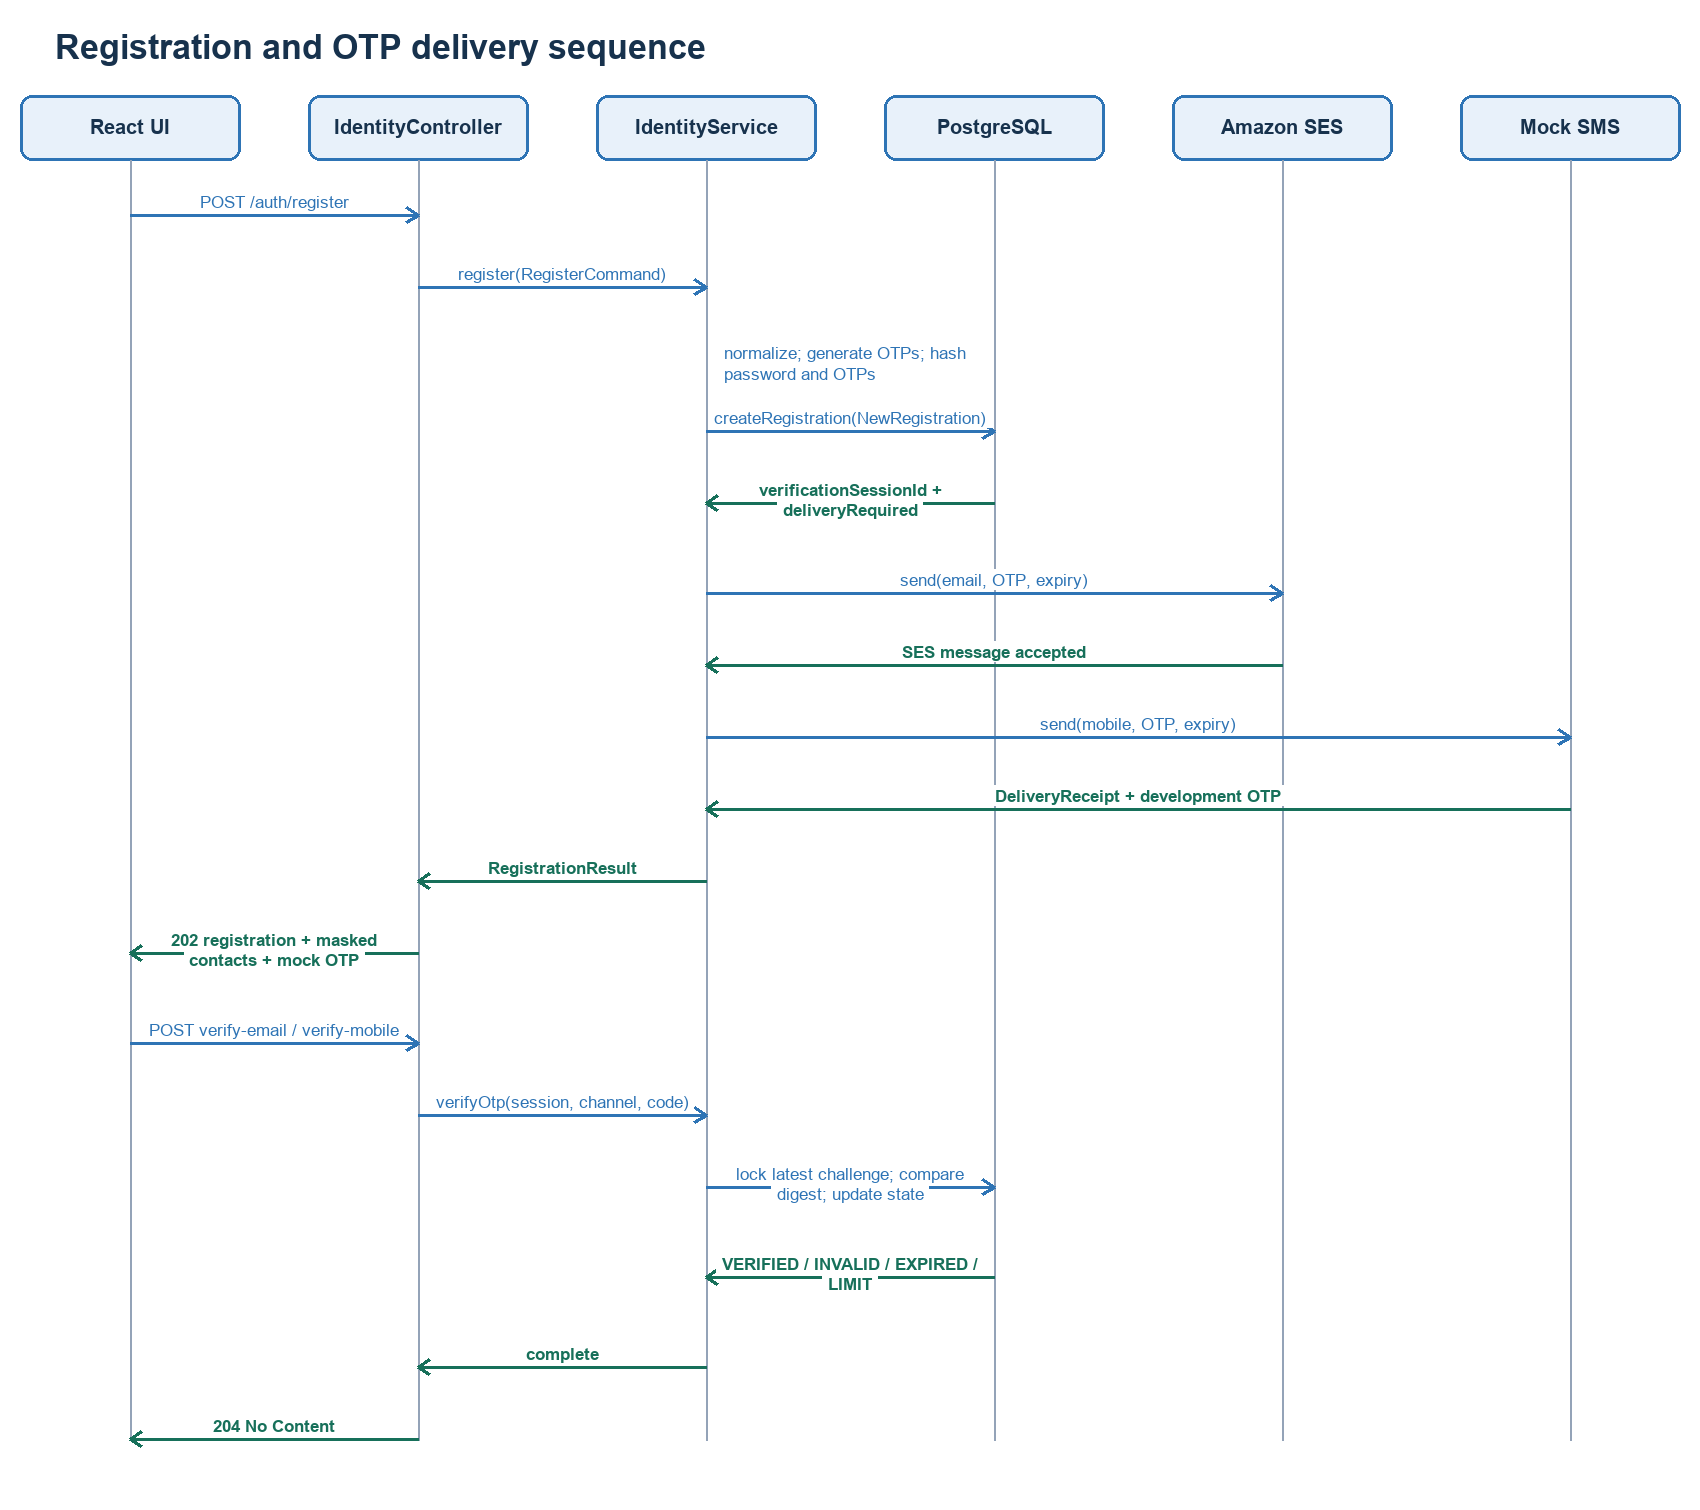 Registration and OTP delivery sequence
React UI
IdentityController
IdentityService
PostgreSQL
Amazon SES
Mock SMS
POST /auth/register
register(RegisterCommand)
normalize; generate OTPs; hash
password and OTPs
createRegistration(NewRegistration)
verificationSessionId +
deliveryRequired
send(email, OTP, expiry)
SES message accepted
send(mobile, OTP, expiry)
DeliveryReceipt + development OTP
RegistrationResult
202 registration + masked
contacts + mock OTP
POST verify-email / verify-mobile
verifyOtp(session, channel, code)
lock latest challenge; compare
digest; update state
VERIFIED / INVALID / EXPIRED /
LIMIT
complete
204 No Content